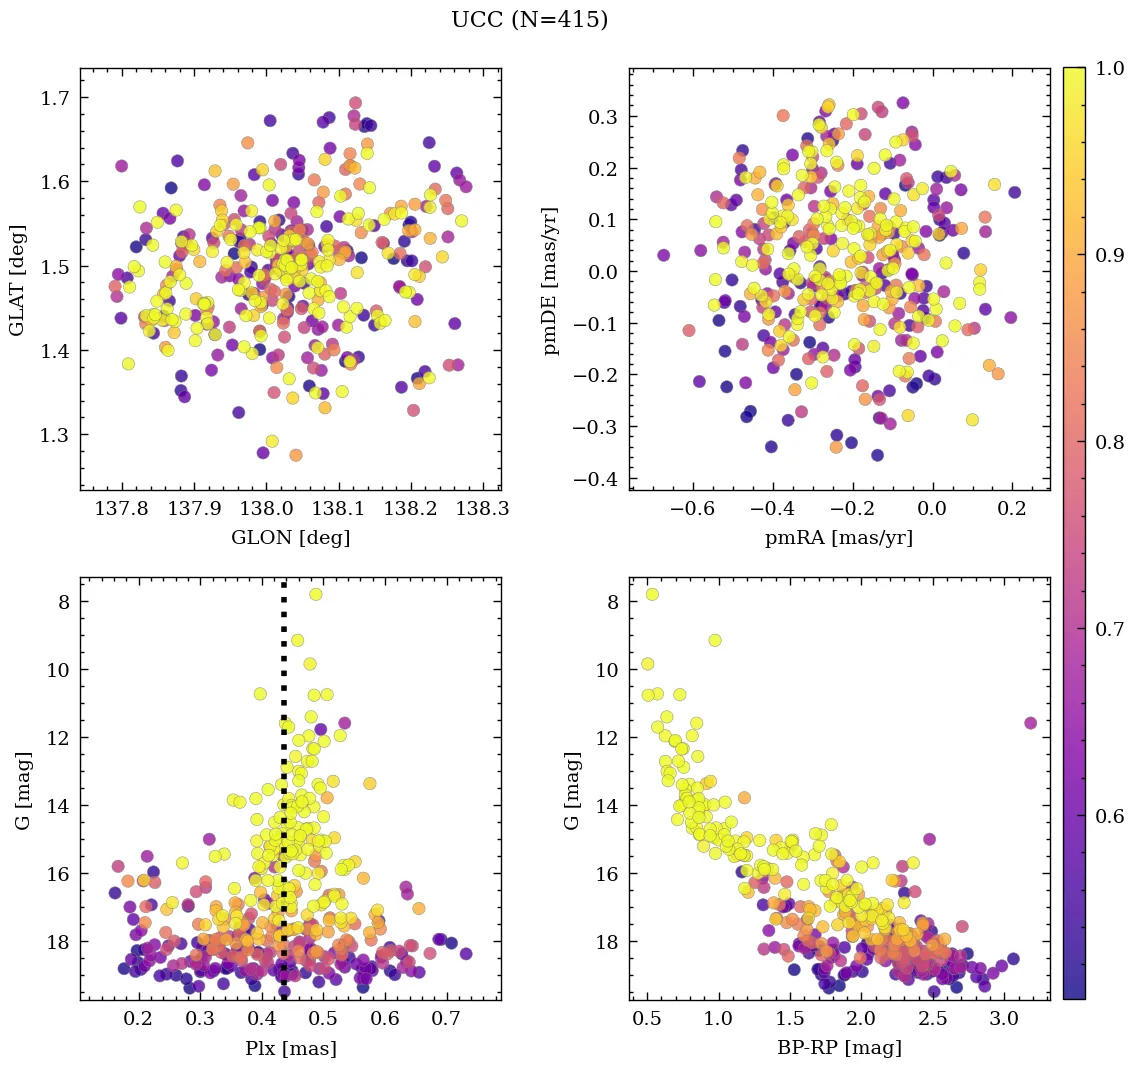 UCC (N=415)
1.7
1.6
1.5
1.4
1.3
GLAT [deg]
137.8 137.9 138.0 138.1 138.2 138.3
GLON [deg]
0.3
0.2
0.1
0.0
−0.1
−0.2
−0.3
−0.4
pmDE [mas/yr]
−0.6 −0.4 −0.2 0.0 0.2
pmRA [mas/yr]
1.0
0.9
0.8
0.7
0.6
8
10
12
14
16
18
G [mag]
0.2 0.3 0.4 0.5 0.6 0.7
Plx [mas]
8
10
12
14
16
18
G [mag]
0.5 1.0 1.5 2.0 2.5 3.0
BP-RP [mag]